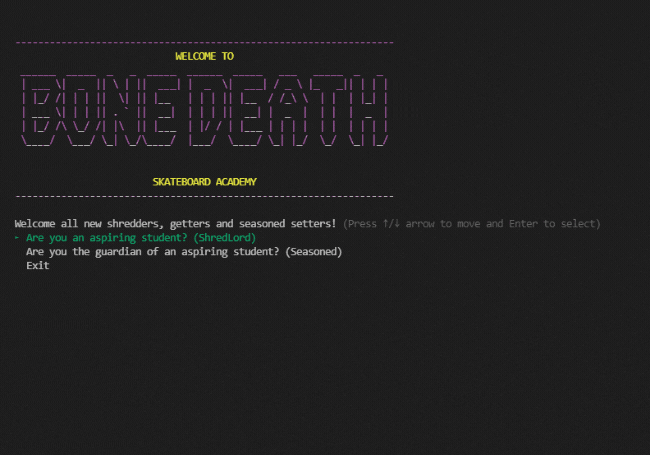 WELCOME TO
BONEDEATH
SKATEBOARD ACADEMY
Welcome all new shredders, getters and seasoned setters! (Press ↑/↓ arrow to move and Enter to select)
- Are you an aspiring student? (ShredLord)
Are you the guardian of an aspiring student? (Seasoned)
Exit